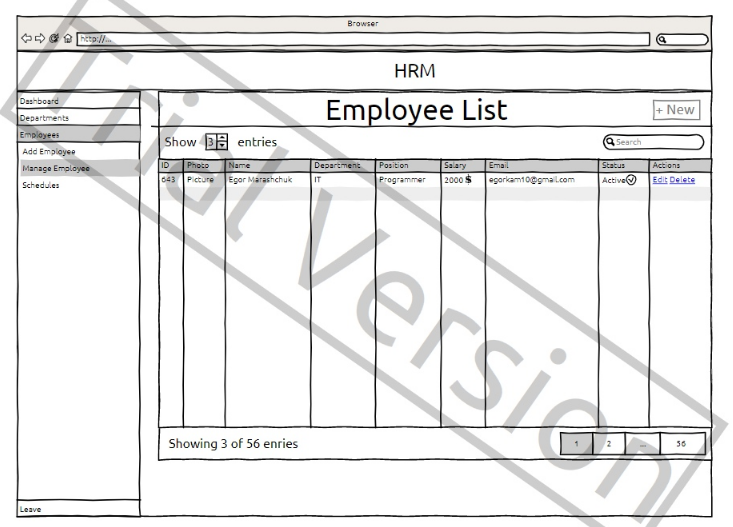 Browser
http://...
HRM
Dashboard
Departments
Employees
Add Employee
Manage Employee
Schedules
Leave
Employee List
+ New
Show 3 entries
Search
ID Photo Name Department Position Salary Email Status Actions
643 Picture Egor Marashchuk IT Programmer 2000 $ egorkam10@gmail.com Active Edit Delete
Showing 3 of 56 enries
1 2 ... 56
Trial Version